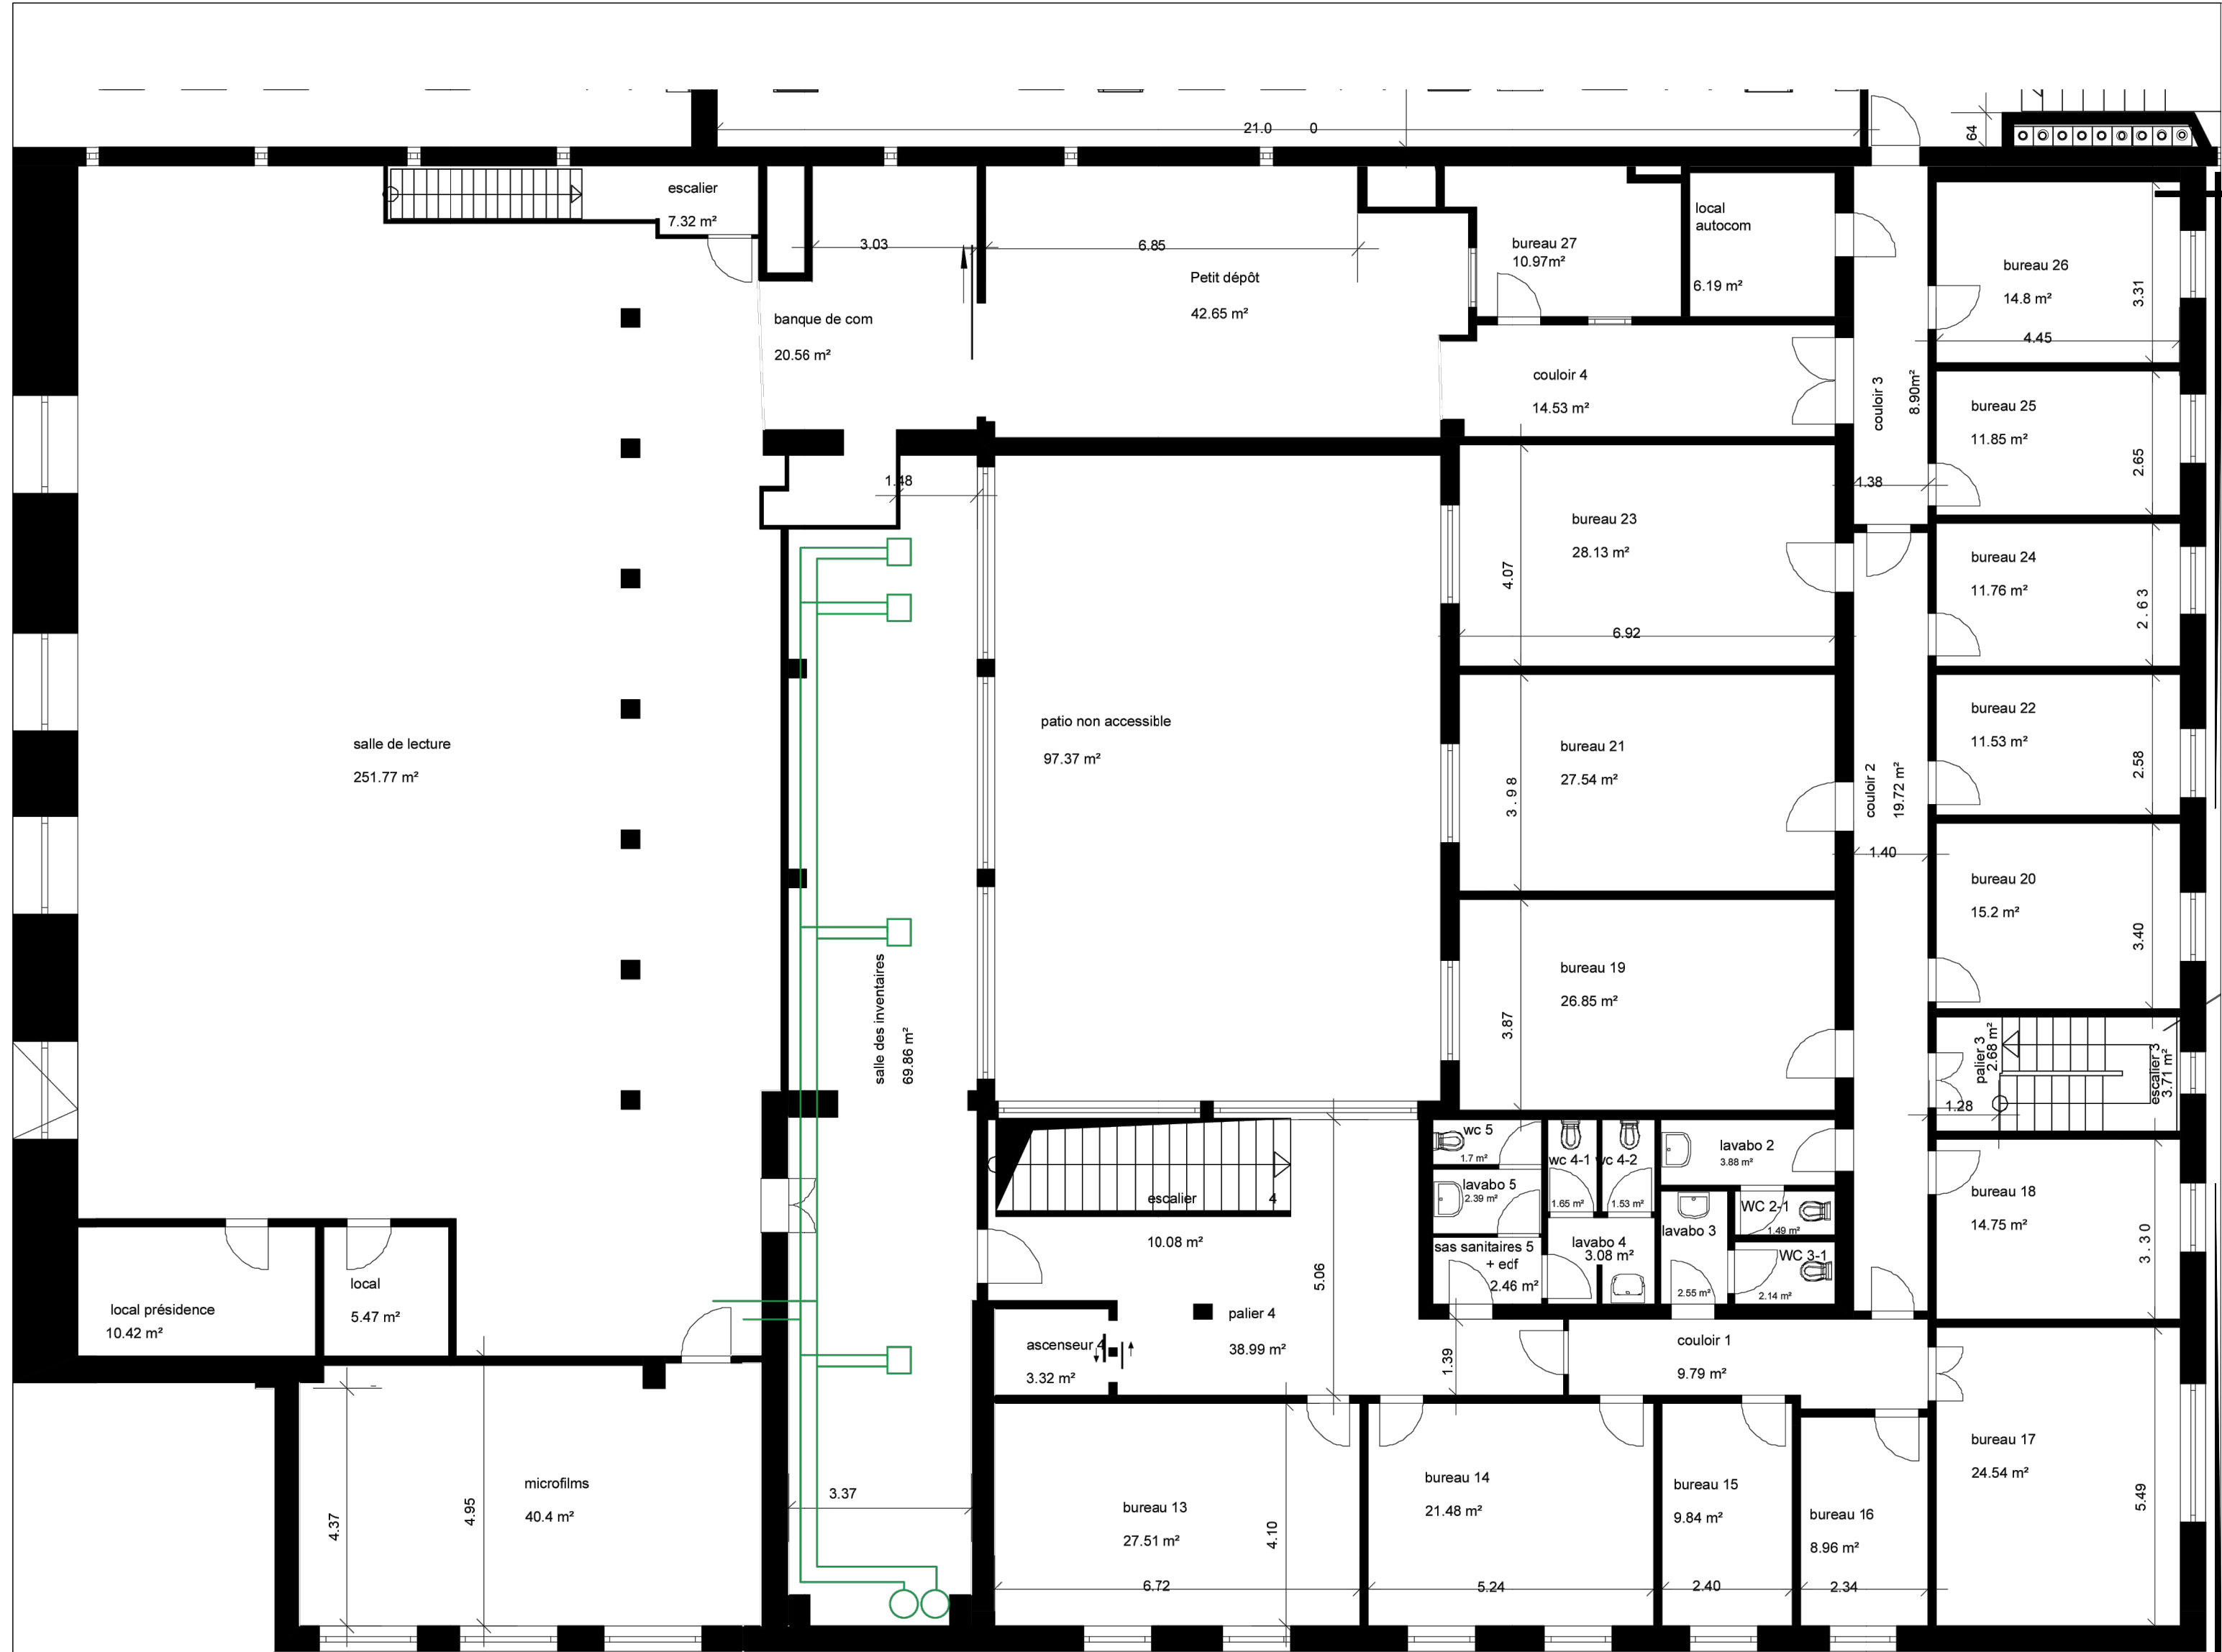 21.0 0
64
escalier
7.32 m²
3.03
6.85
banque de com
20.56 m²
Petit dépôt
42.65 m²
bureau 27
10.97m²
local
autocom
6.19 m²
bureau 26
14.8 m²
3.31
4.45
couloir 4
14.53 m²
couloir 3
8.90m²
bureau 25
11.85 m²
2.65
1.48
1.38
bureau 23
28.13 m²
4.07
6.92
bureau 24
11.76 m²
2.63
salle de lecture
251.77 m²
patio non accessible
97.37 m²
bureau 21
27.54 m²
3.98
couloir 2
19.72 m²
1.40
bureau 22
11.53 m²
2.58
bureau 20
15.2 m²
3.40
salle des inventaires
69.86 m²
bureau 19
26.85 m²
3.87
palier 3
2.68 m²
escalier 3
3.71 m²
1.28
wc 5
1.7 m²
lavabo 5
2.39 m²
wc 4-1
1.65 m²
wc 4-2
1.53 m²
lavabo 2
3.88 m²
WC 2-1
1.49 m²
lavabo 3
2.55 m²
WC 3-1
2.14 m²
lavabo 4
3.08 m²
sas sanitaires 5
+ edf
2.46 m²
escalier 4
10.08 m²
5.06
bureau 18
14.75 m²
3.30
local présidence
10.42 m²
local
5.47 m²
ascenseur 4
3.32 m²
palier 4
38.99 m²
1.39
couloir 1
9.79 m²
microfilms
40.4 m²
4.37
4.95
3.37
bureau 13
27.51 m²
4.10
6.72
bureau 14
21.48 m²
5.24
bureau 15
9.84 m²
2.40
bureau 16
8.96 m²
2.34
bureau 17
24.54 m²
5.49